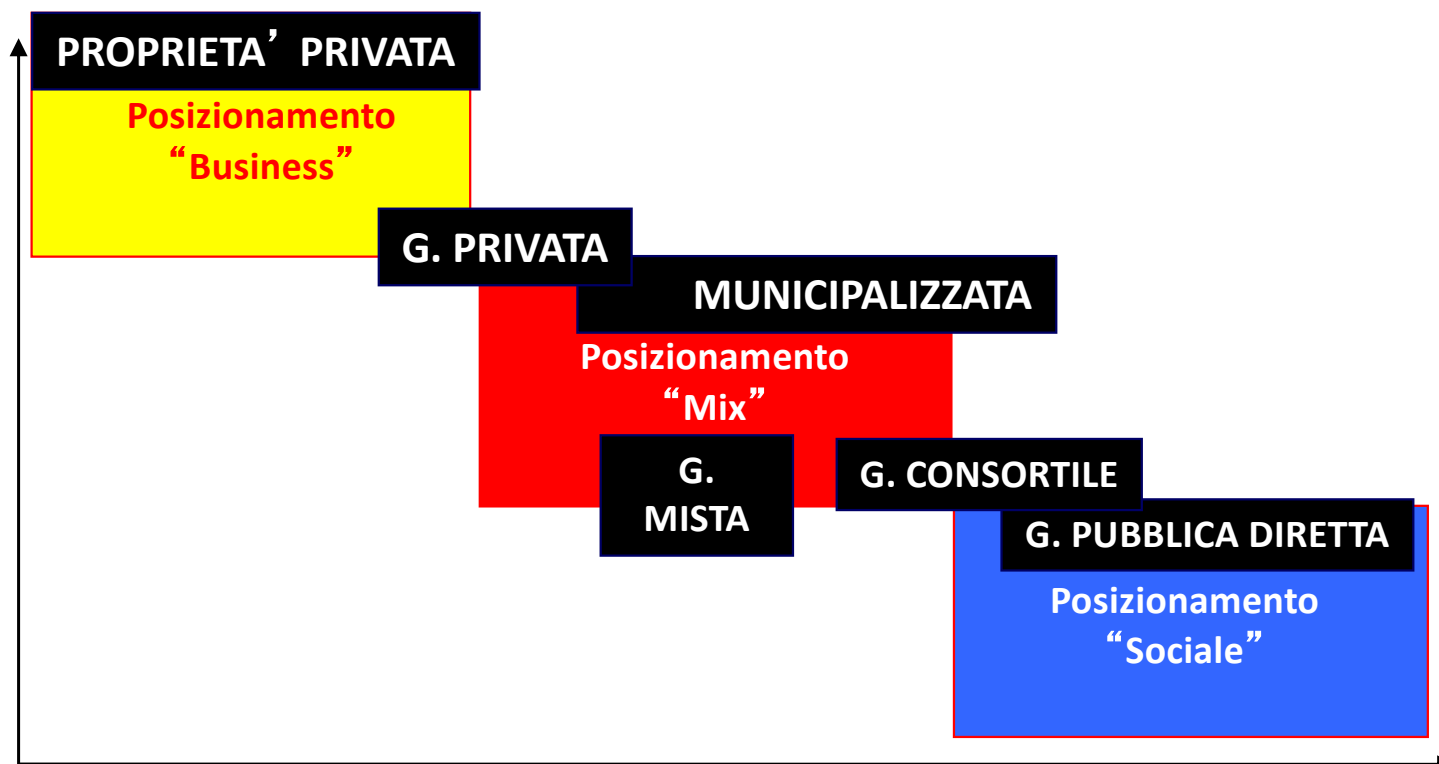 PROPRIETA’ PRIVATA
Posizionamento
“Business”
G. PRIVATA
MUNICIPALIZZATA
Posizionamento
“Mix”
G.
MISTA
G. CONSORTILE
G. PUBBLICA DIRETTA
Posizionamento
“Sociale”